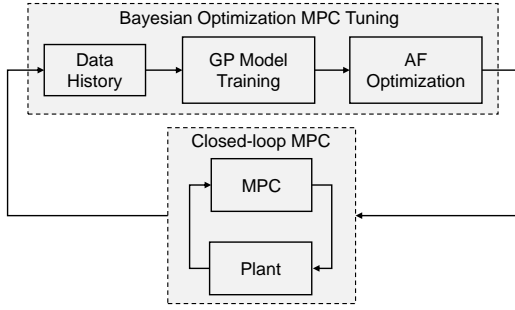 Bayesian Optimization MPC Tuning
Data
History
GP Model
Training
AF
Optimization
Closed-loop MPC
MPC
Plant